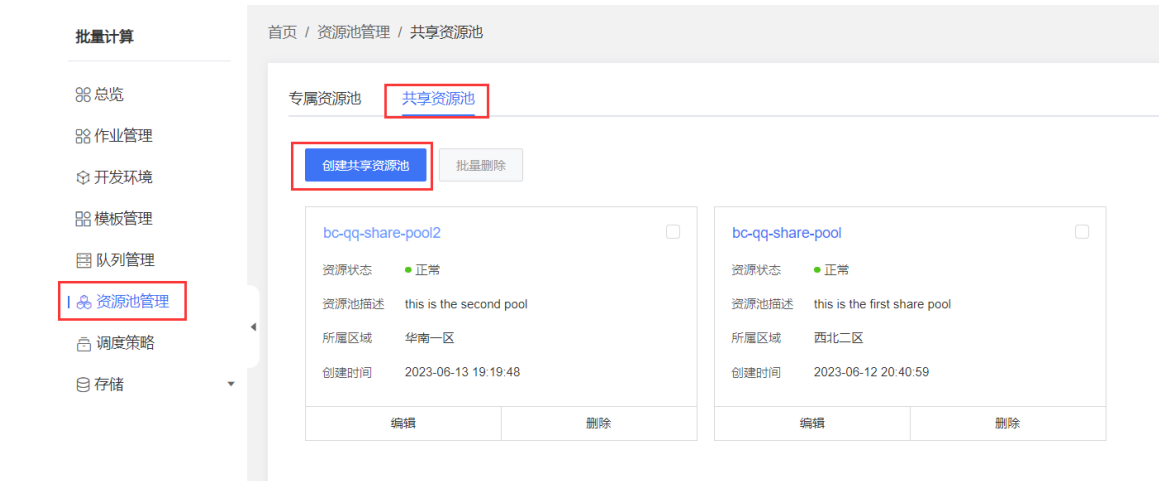 批量计算
总览
作业管理
开发环境
模板管理
队列管理
资源池管理
调度策略
存储
首页 / 资源池管理 / 共享资源池
专属资源池 共享资源池
创建共享资源池 批量删除
bc-qq-share-pool2
资源状态 正常
资源池描述 this is the second pool
所属区域 华南一区
创建时间 2023-06-13 19:19:48
编辑 删除
bc-qq-share-pool
资源状态 正常
资源池描述 this is the first share pool
所属区域 西北二区
创建时间 2023-06-12 20:40:59
编辑 删除